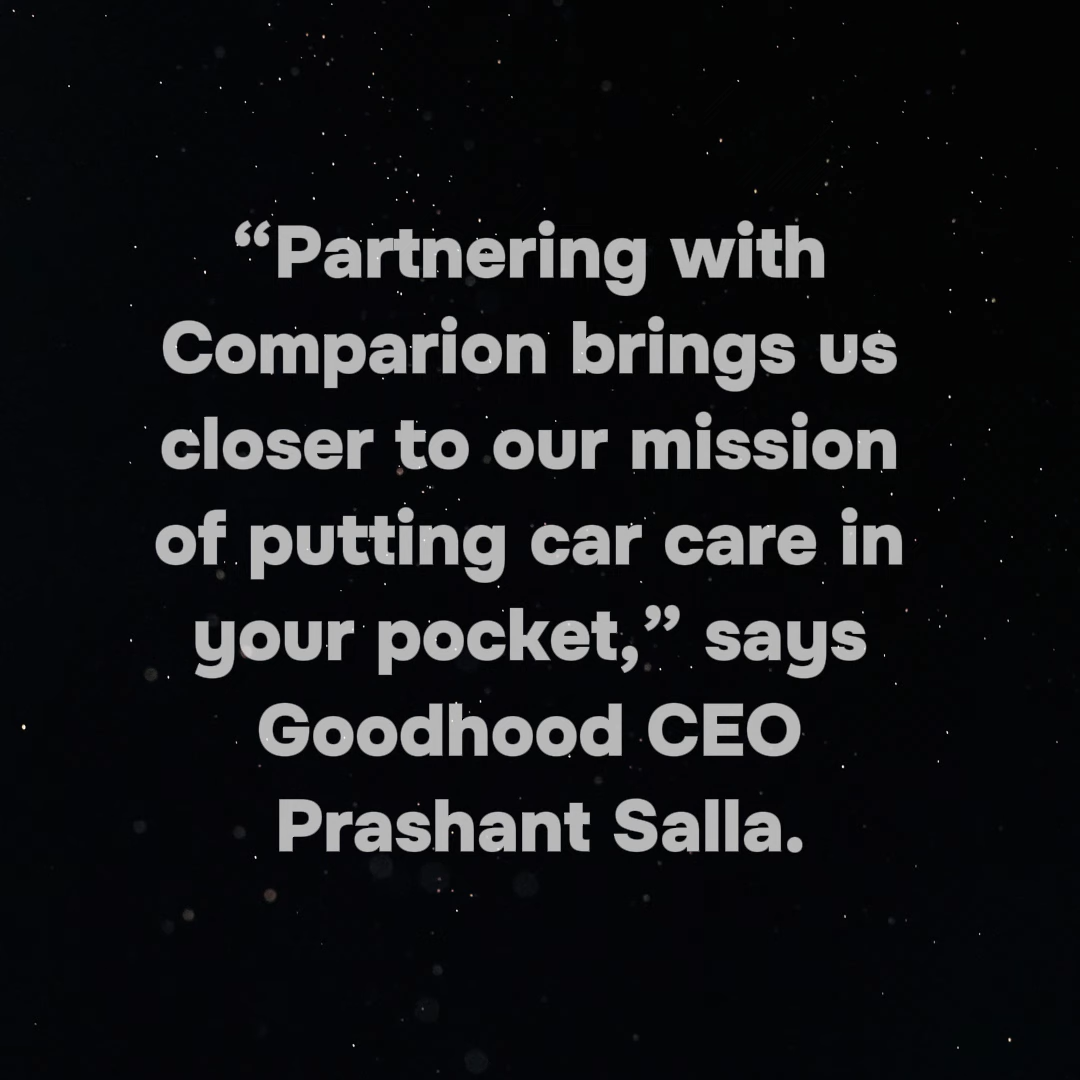 “Partnering with
Comparion brings us
closer to our mission
of putting car care in
your pocket,” says
Goodhood CEO
Prashant Salla.